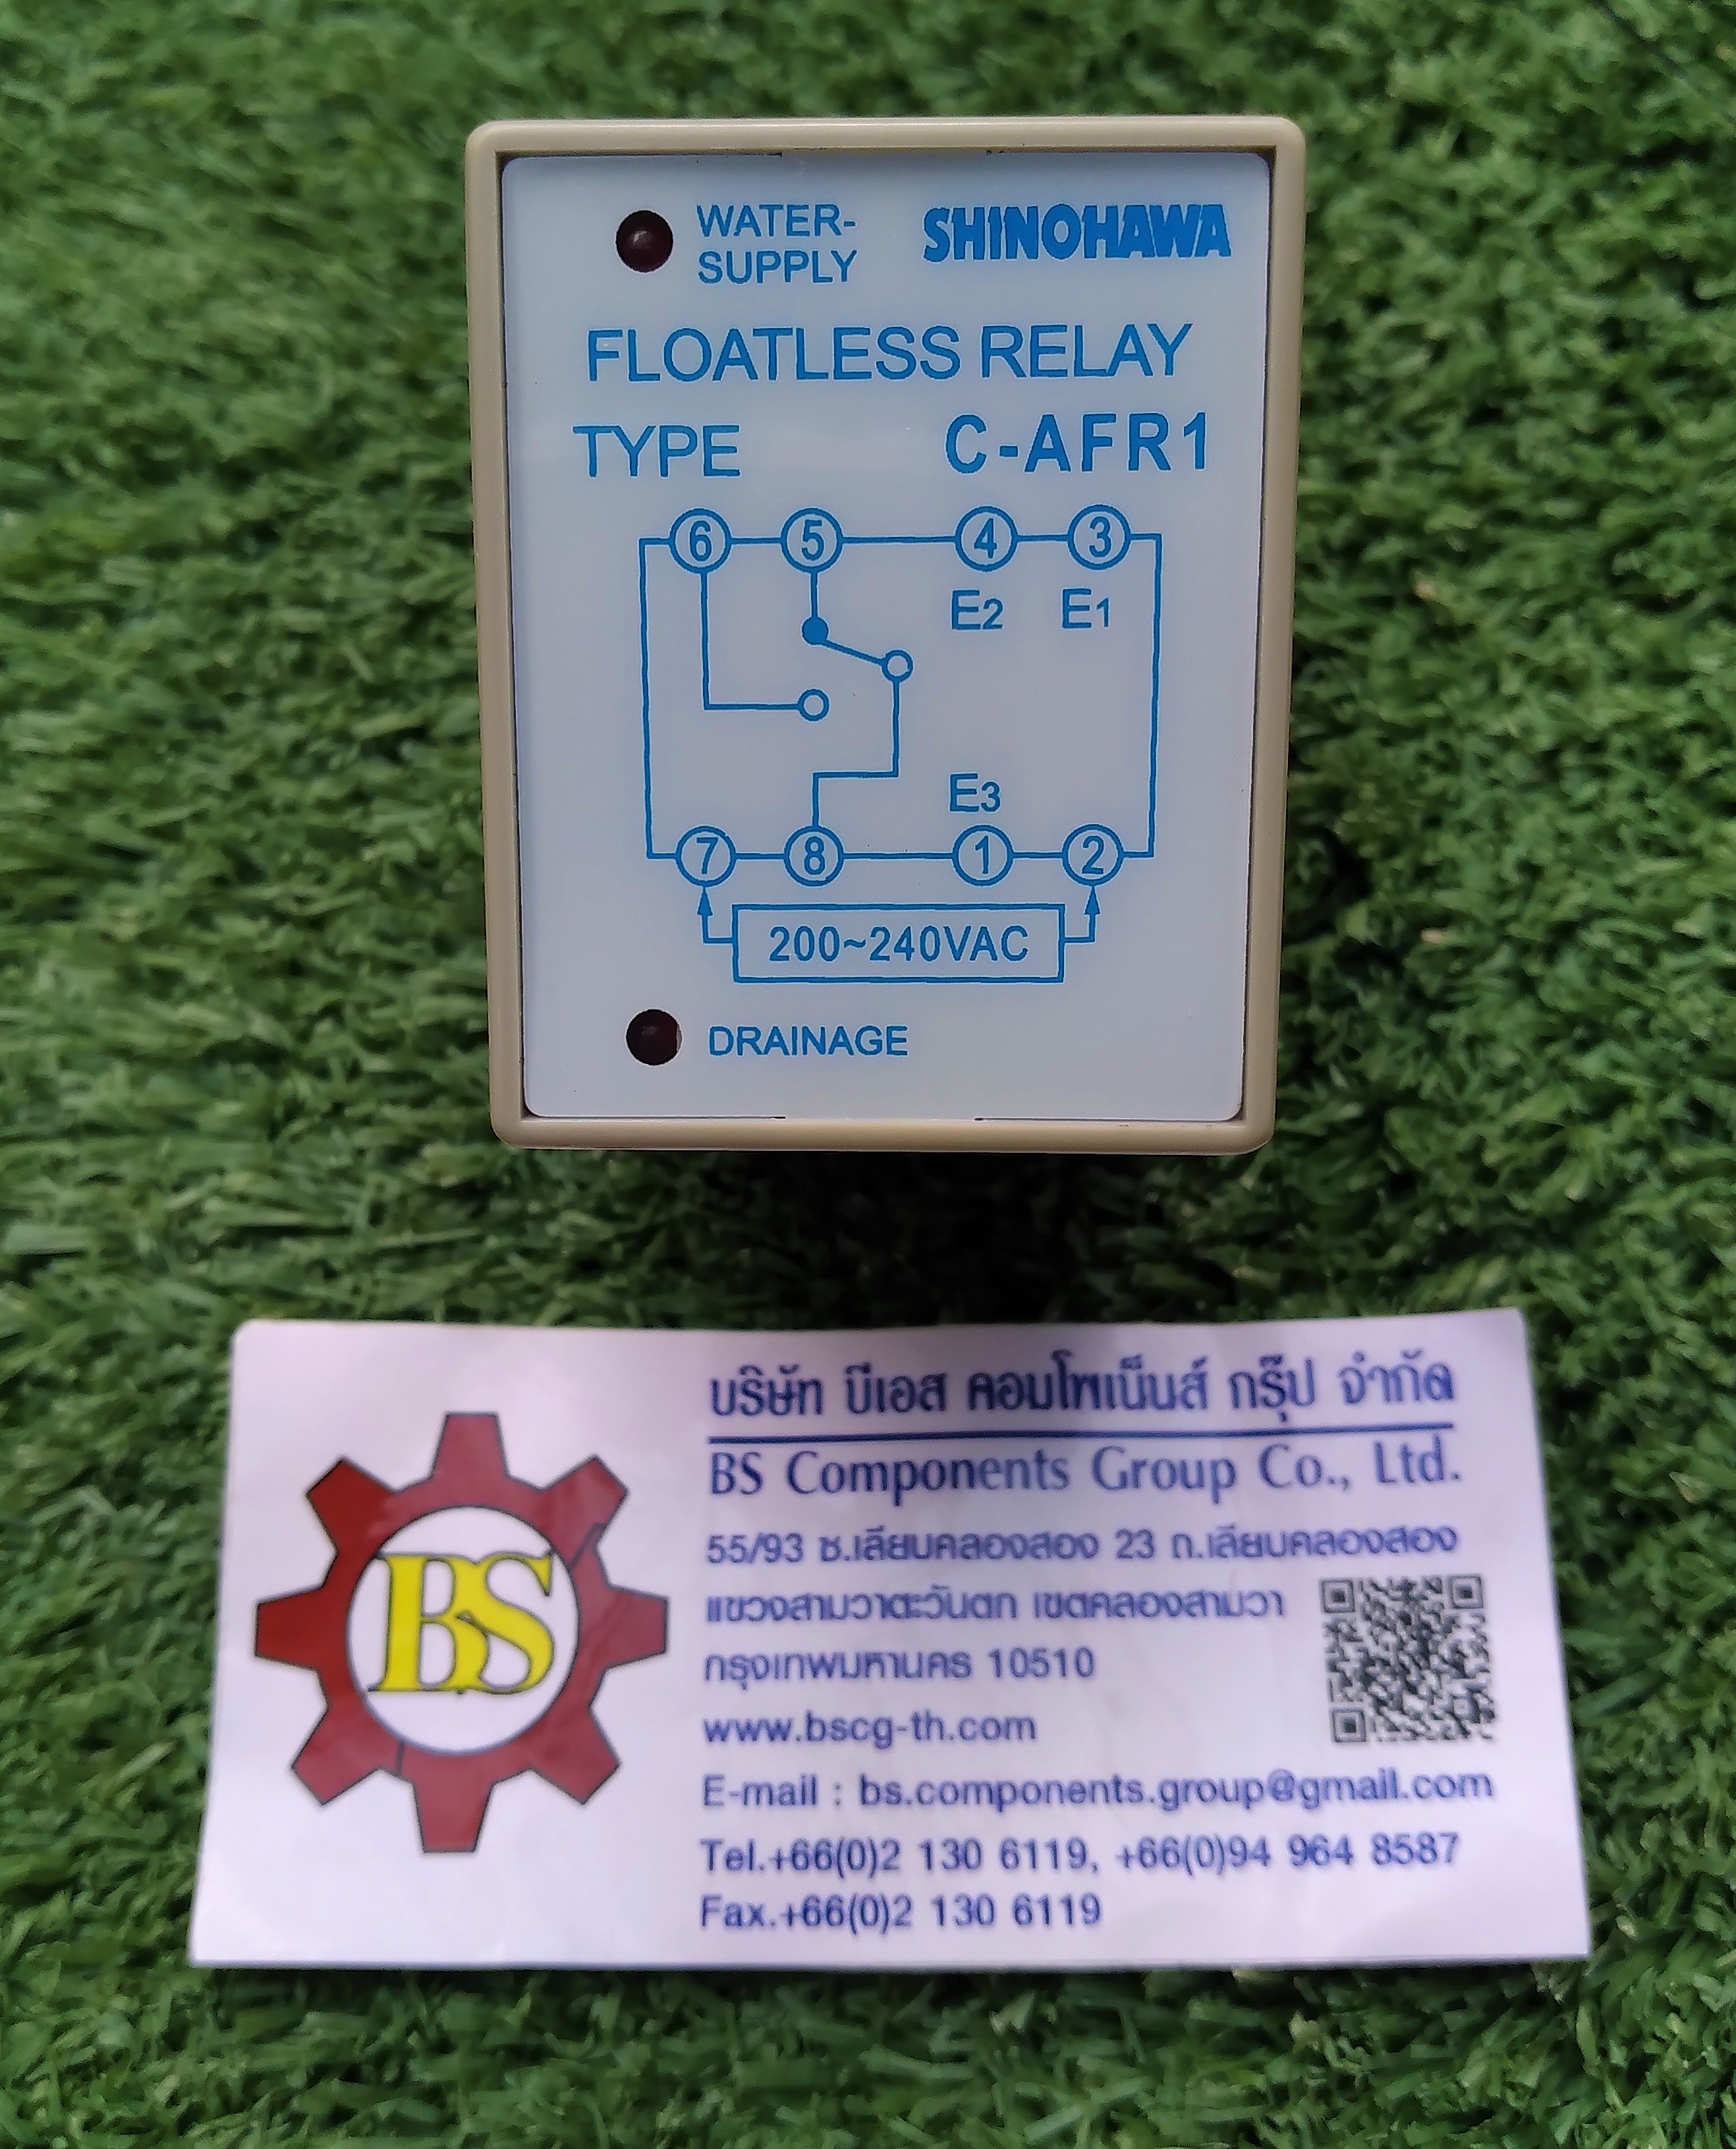 WATER-
SUPPLY
SHINOHAWA
FLOATLESS RELAY
TYPE C-AFR1
6 5 4 3
E2 E1
E3
7 8 1 2
200~240VAC
DRAINAGE
บริษัท บีเอส คอมโพเน็นส์ กรุ๊ป จำกัด
BS Components Group Co., Ltd.
55/93 ซ.เลียบคลองสอง 23 ถ.เลียบคลองสอง
แขวงสามวาตะวันตก เขตคลองสามวา
กรุงเทพมหานคร 10510
www.bscg-th.com
E-mail : bs.components.group@gmail.com
Tel.+66(0)2 130 6119, +66(0)94 964 8587
Fax.+66(0)2 130 6119
BS